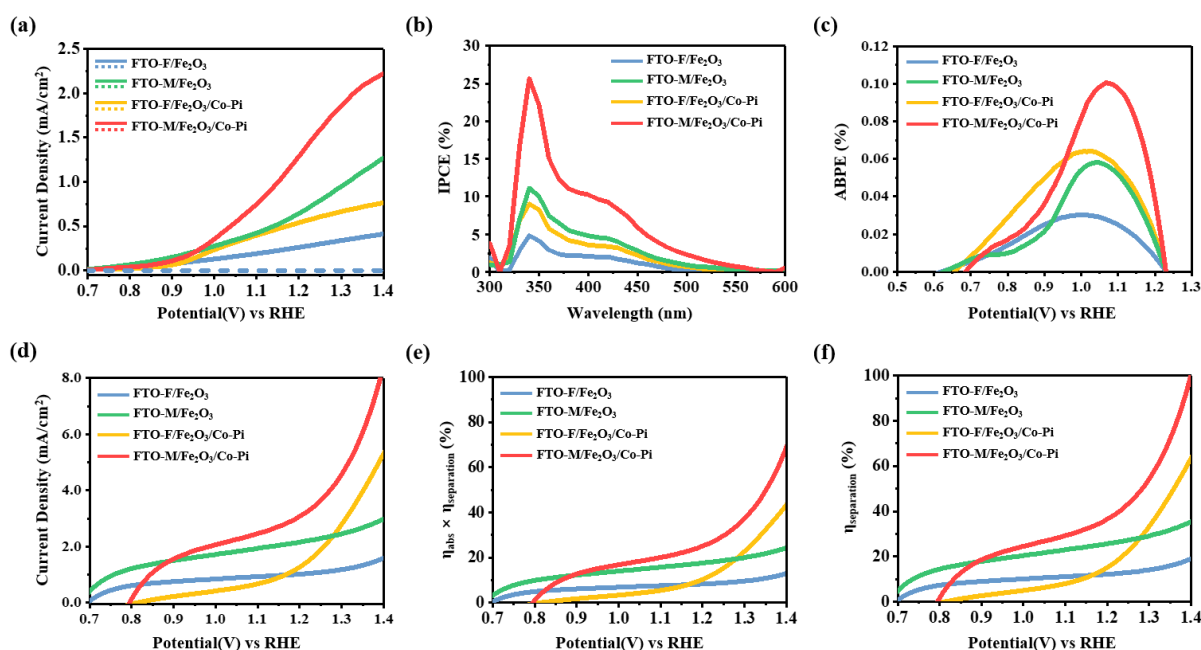 (a)
Current Density (mA/cm²)
2.5
2.0
1.5
1.0
0.5
0.0
FTO-F/Fe₂O₃
FTO-M/Fe₂O₃
FTO-F/Fe₂O₃/Co-Pi
FTO-M/Fe₂O₃/Co-Pi
0.7 0.8 0.9 1.0 1.1 1.2 1.3 1.4
Potential(V) vs RHE
(b)
IPCE (%)
30
25
20
15
10
5
0
FTO-F/Fe₂O₃
FTO-M/Fe₂O₃
FTO-F/Fe₂O₃/Co-Pi
FTO-M/Fe₂O₃/Co-Pi
300 350 400 450 500 550 600
Wavelength (nm)
(c)
ABPE (%)
0.12
0.10
0.08
0.06
0.04
0.02
0.00
FTO-F/Fe₂O₃
FTO-M/Fe₂O₃
FTO-F/Fe₂O₃/Co-Pi
FTO-M/Fe₂O₃/Co-Pi
0.5 0.6 0.7 0.8 0.9 1.0 1.1 1.2 1.3
Potential(V) vs RHE
(d)
Current Density (mA/cm²)
8.0
6.0
4.0
2.0
0.0
FTO-F/Fe₂O₃
FTO-M/Fe₂O₃
FTO-F/Fe₂O₃/Co-Pi
FTO-M/Fe₂O₃/Co-Pi
0.7 0.8 0.9 1.0 1.1 1.2 1.3 1.4
Potential(V) vs RHE
(e)
ηabs × ηseparation (%)
100
80
60
40
20
0
FTO-F/Fe₂O₃
FTO-M/Fe₂O₃
FTO-F/Fe₂O₃/Co-Pi
FTO-M/Fe₂O₃/Co-Pi
0.7 0.8 0.9 1.0 1.1 1.2 1.3 1.4
Potential(V) vs RHE
(f)
ηseparation (%)
100
80
60
40
20
0
FTO-F/Fe₂O₃
FTO-M/Fe₂O₃
FTO-F/Fe₂O₃/Co-Pi
FTO-M/Fe₂O₃/Co-Pi
0.7 0.8 0.9 1.0 1.1 1.2 1.3 1.4
Potential(V) vs RHE